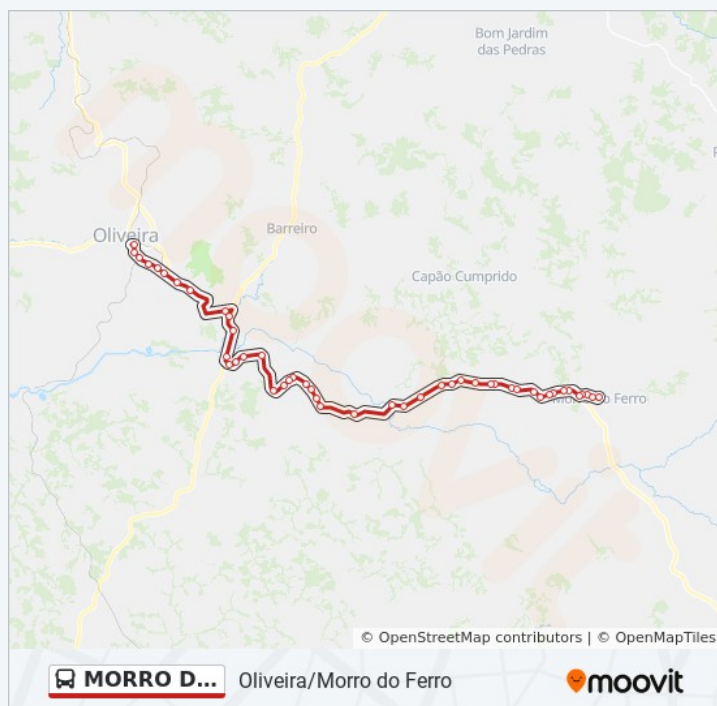 Bom Jardim
das Pedras
Oliveira
Barreiro
Capão Cumprido
Morro do Ferro
© OpenStreetMap contributors | © OpenMapTiles
MORRO D...
Oliveira/Morro do Ferro
moovit